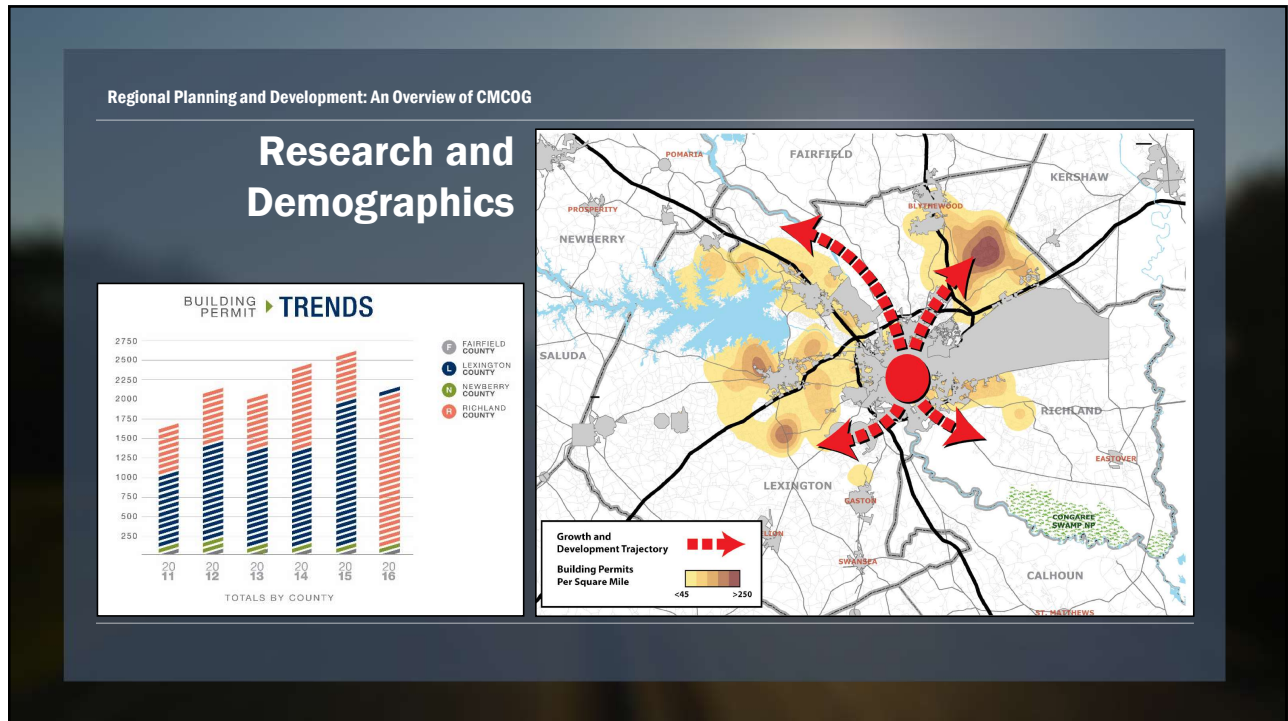 Regional Planning and Development: An Overview of CMCOG
Research and
Demographics
BUILDING
PERMIT
TRENDS
2750
2500
2250
2000
1750
1500
1250
1000
750
500
250
20
11
20
12
20
13
20
14
20
15
20
16
TOTALS BY COUNTY
F FAIRFIELD
COUNTY
L LEXINGTON
COUNTY
N NEWBERRY
COUNTY
R RICHLAND
COUNTY
POMARIA
FAIRFIELD
KERSHAW
PROSPERITY
BLYTHEWOOD
NEWBERRY
SALUDA
RICHLAND
EASTOVER
LEXINGTON
GASTON
CONGAREE
SWAMP NP
LION
SWANSEA
CALHOUN
ST. MATTHEWS
Growth and
Development Trajectory
Building Permits
Per Square Mile
<45 >250